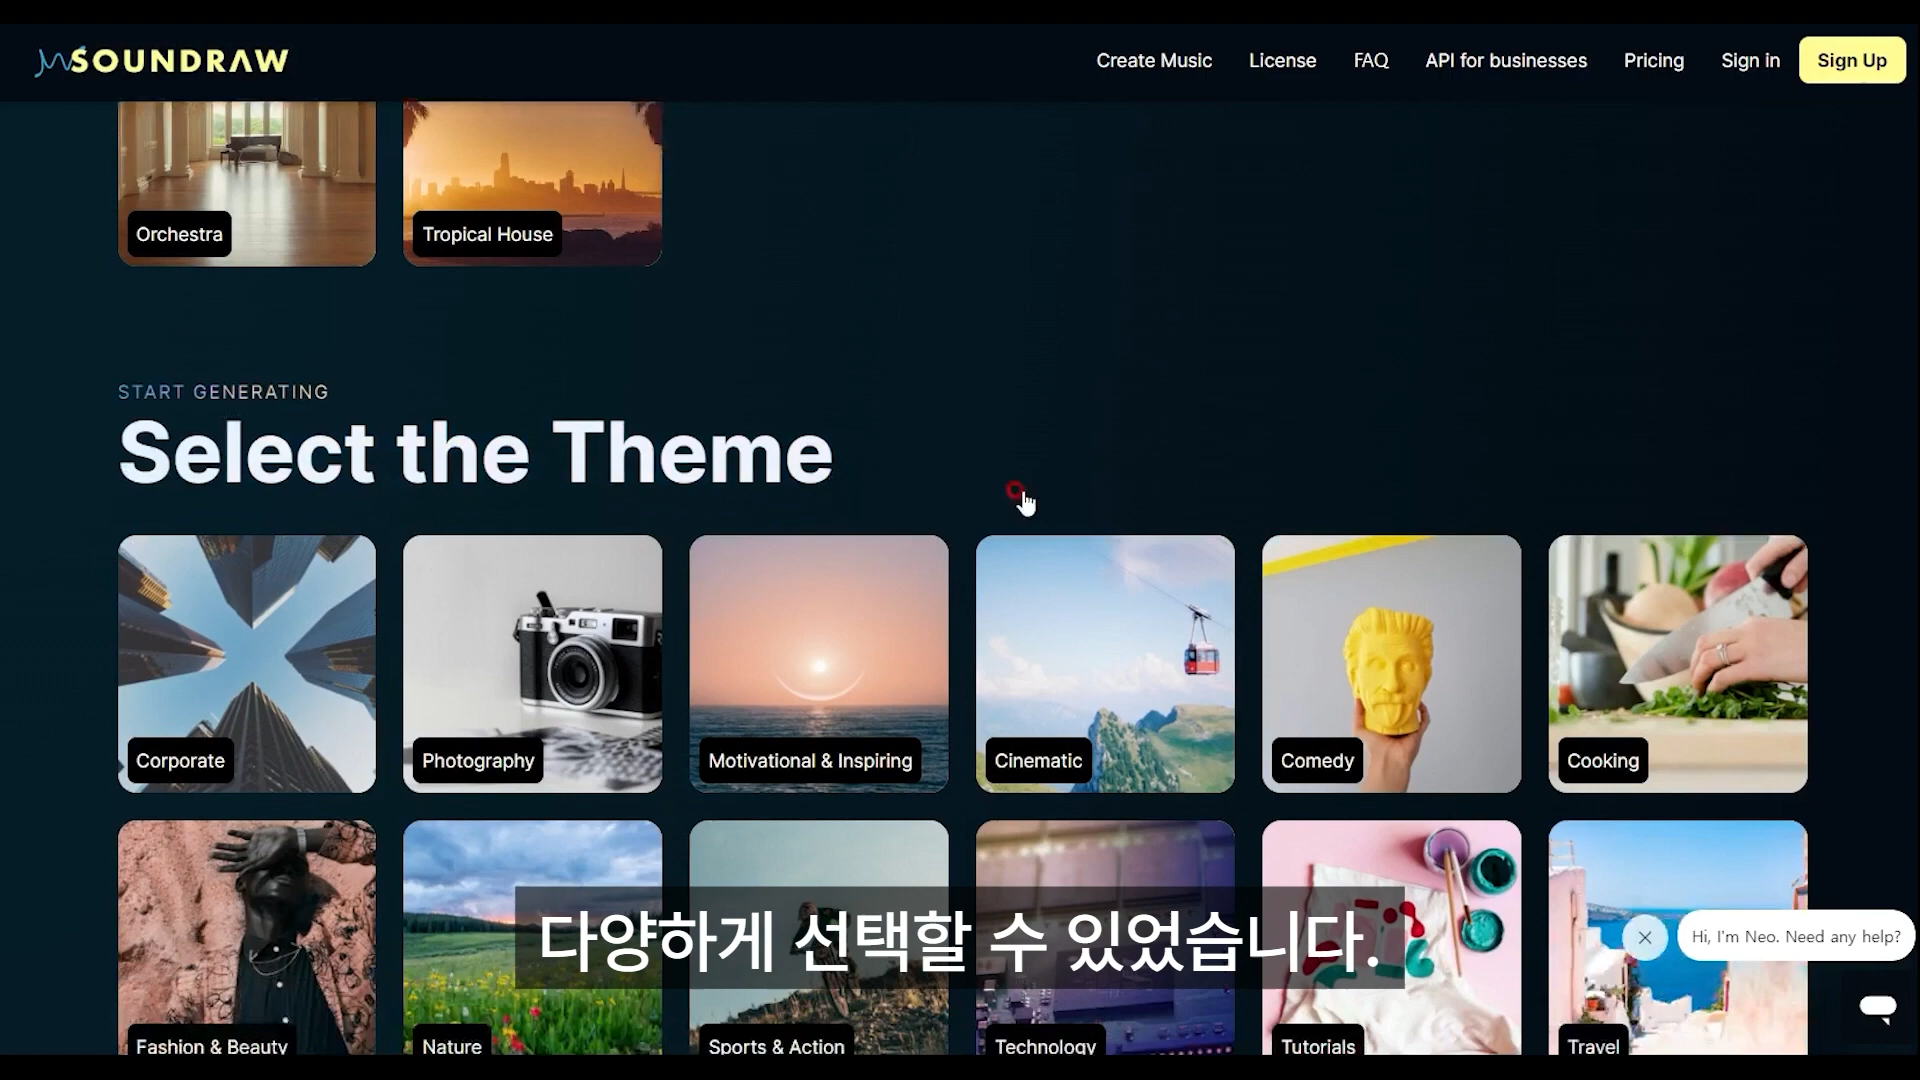 SOUNDRAW
Create Music
License
FAQ
API for businesses
Pricing
Sign in
Sign Up
Orchestra
Tropical House
START GENERATING
Select the Theme
Corporate
Photography
Motivational & Inspiring
Cinematic
Comedy
Cooking
다양하게 선택할 수 있었습니다.
Hi, I'm Neo. Need any help?
Fashion & Beauty
Nature
Sports & Action
Technology
Tutorials
Travel